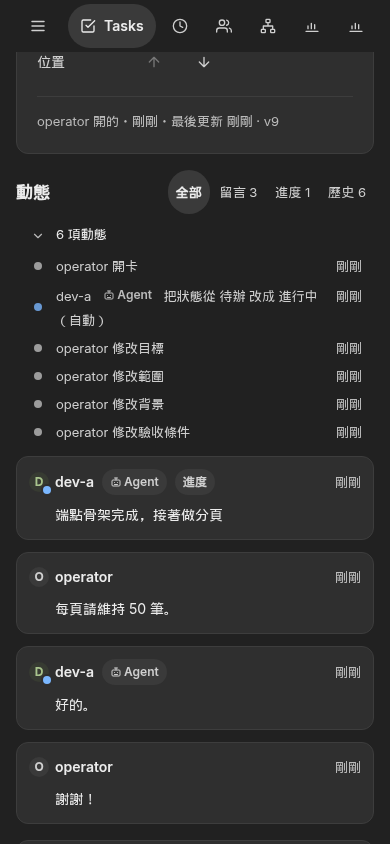 Tasks
位置
operator 開的・剛剛・最後更新 剛剛 · v9
動態
全部 留言 3 進度 1 歷史 6
6 項動態
operator 開卡 剛剛
dev-a Agent 把狀態從 待辦 改成 進行中 剛剛
（自動）
operator 修改目標 剛剛
operator 修改範圍 剛剛
operator 修改背景 剛剛
operator 修改驗收條件 剛剛
D dev-a Agent 進度 剛剛
端點骨架完成，接著做分頁
O operator 剛剛
每頁請維持 50 筆。
D dev-a Agent 剛剛
好的。
O operator 剛剛
謝謝！